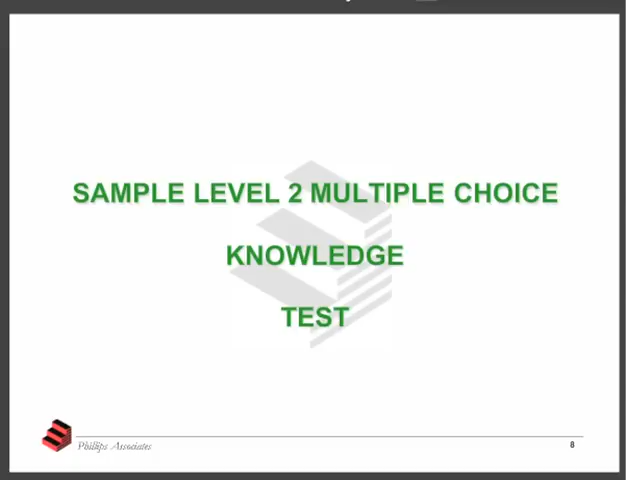 SAMPLE LEVEL 2 MULTIPLE CHOICE
KNOWLEDGE
TEST
Phillips Associates
8